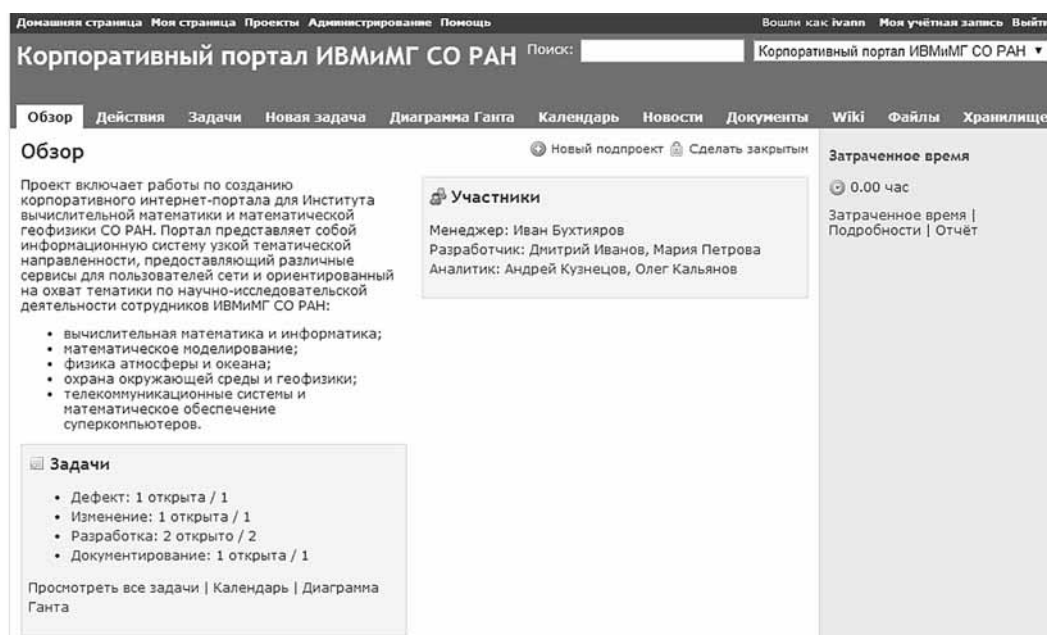 Домашняя страница Моя страница Проекты Администрирование Помощь
Вошли как ivann Моя учётная запись Выйти
Корпоративный портал ИВМиМГ СО РАН
Поиск:
Корпоративный портал ИВМиМГ СО РАН
Обзор Действия Задачи Новая задача Диаграмма Ганта Календарь Новости Документы Wiki Файлы Хранилище
Обзор
Новый подпроект Сделать закрытым
Проект включает работы по созданию
корпоративного интернет-портала для Института
вычислительной математики и математической
геофизики СО РАН. Портал представляет собой
информационную систему узкой тематической
направленности, предоставляющий различные
сервисы для пользователей сети и ориентированный
на охват тематики по научно-исследовательской
деятельности сотрудников ИВМиМГ СО РАН:
• вычислительная математика и информатика;
• математическое моделирование;
• физика атмосферы и океана;
• охрана окружающей среды и геофизики;
• телекоммуникационные системы и
математическое обеспечение
суперкомпьютеров.
Задачи
• Дефект: 1 открыта / 1
• Изменение: 1 открыта / 1
• Разработка: 2 открыто / 2
• Документирование: 1 открыта / 1
Просмотреть все задачи | Календарь | Диаграмма
Ганта
Участники
Менеджер: Иван Бухтияров
Разработчик: Дмитрий Иванов, Мария Петрова
Аналитик: Андрей Кузнецов, Олег Кальянов
Затраченное время
0.00 час
Затраченное время |
Подробности | Отчёт